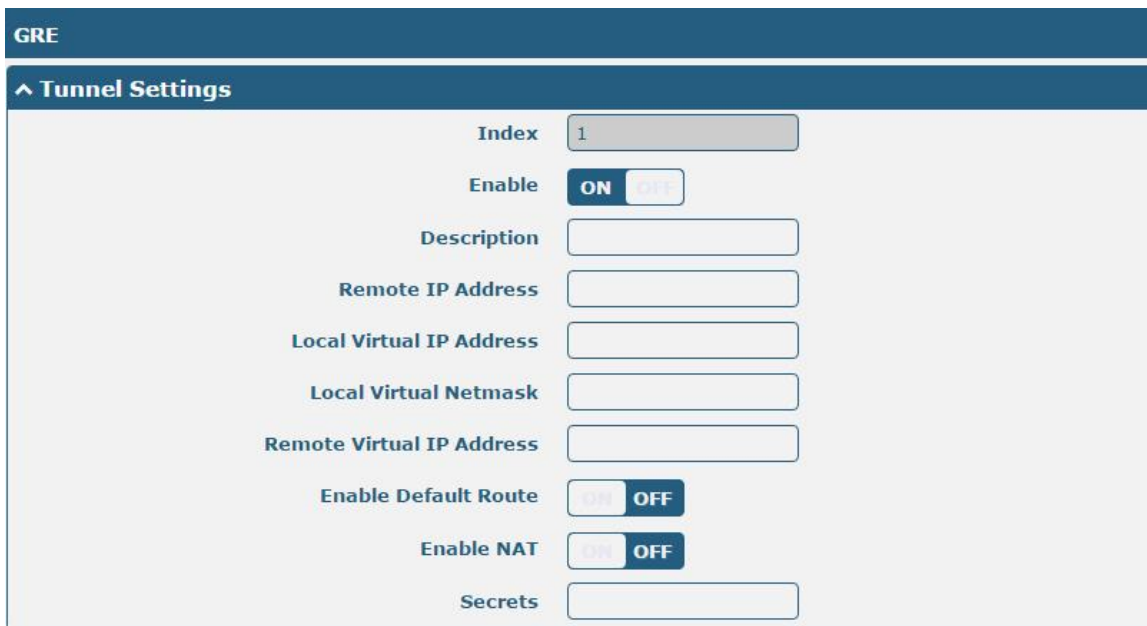 GRE
Tunnel Settings
Index 1
Enable ON OFF
Description
Remote IP Address
Local Virtual IP Address
Local Virtual Netmask
Remote Virtual IP Address
Enable Default Route ON OFF
Enable NAT ON OFF
Secrets